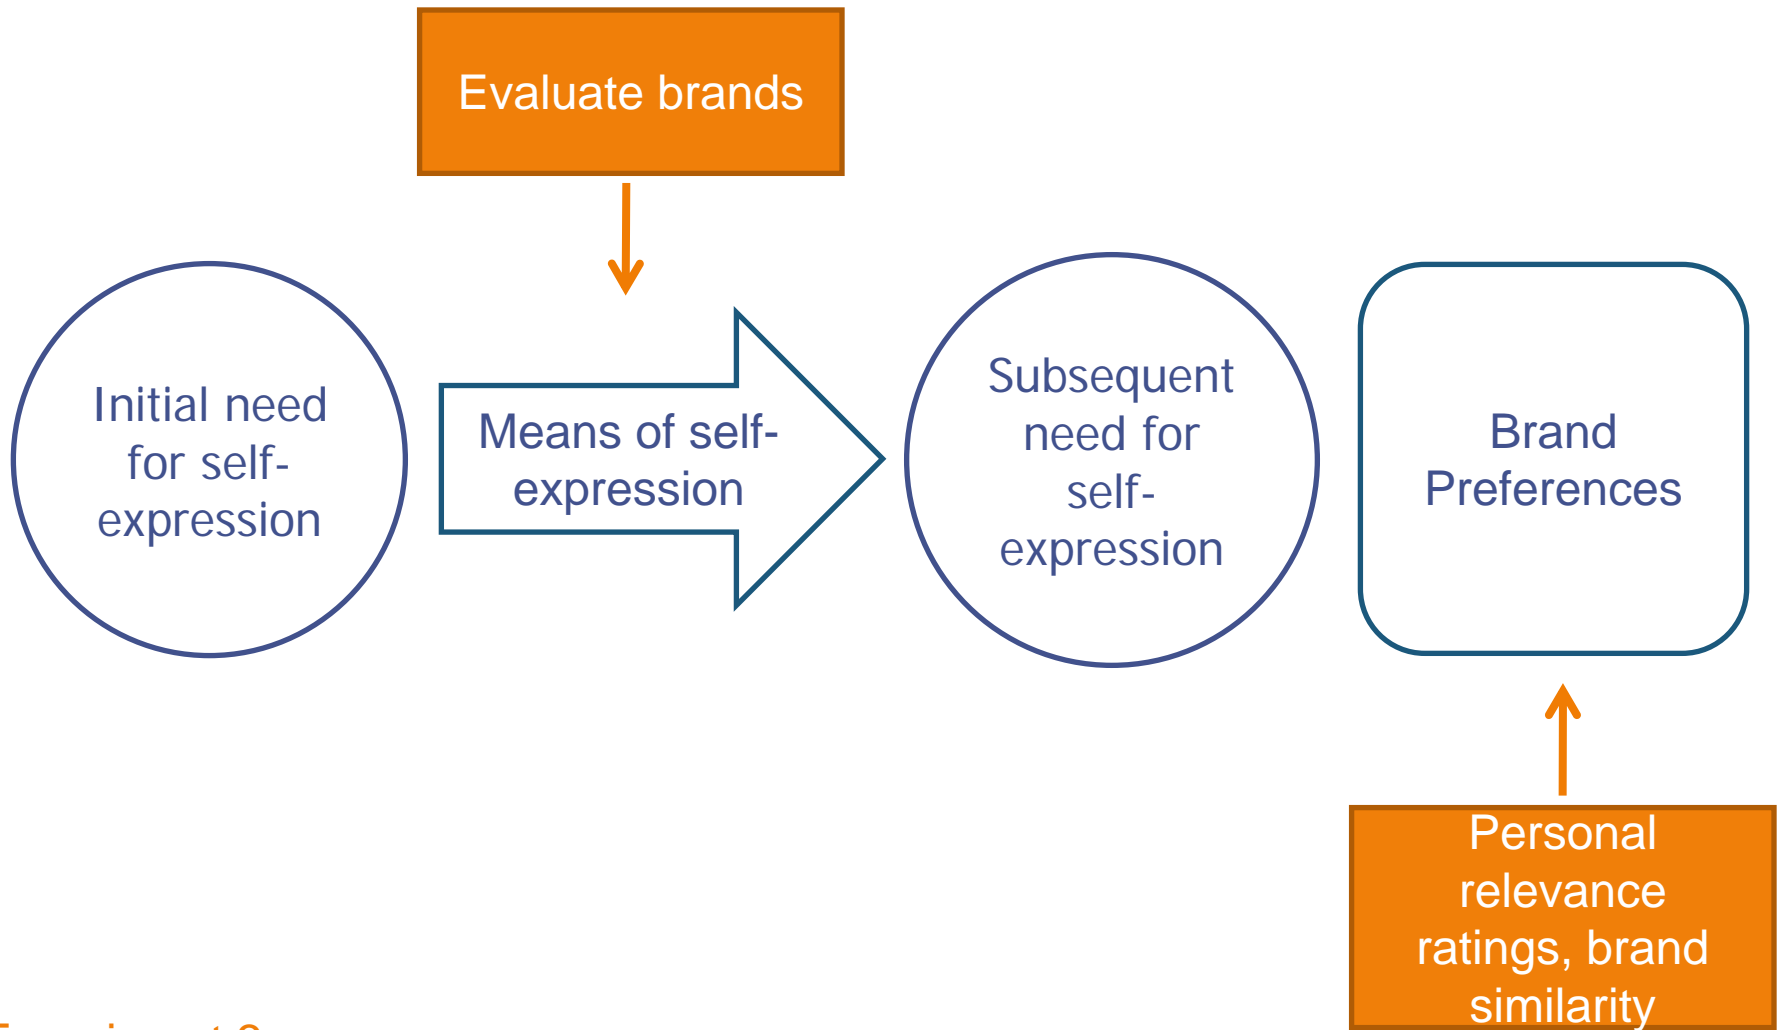 Evaluate brands
Initial need
for self-
expression
Means of self-
expression
Subsequent
need for
self-
expression
Brand
Preferences
Personal
relevance
ratings, brand
similarity